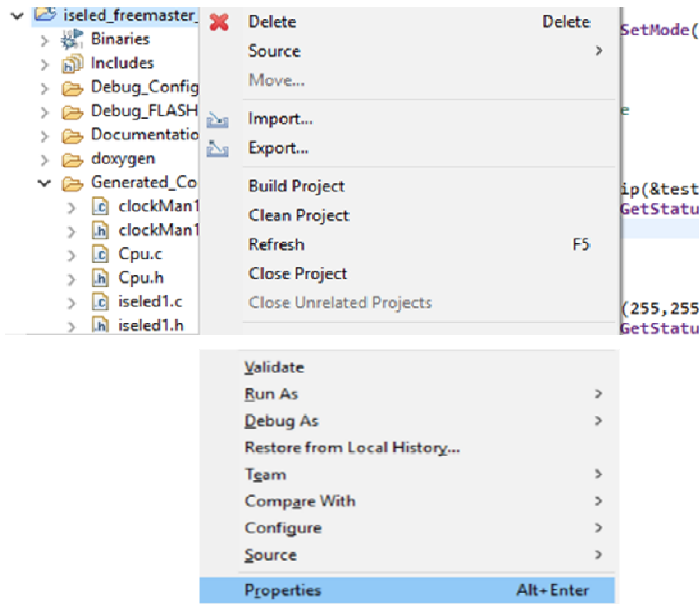 iseled_freemaster_
Binaries
Includes
Debug_Config
Debug_FLASH
Documentatio
doxygen
Generated_Co
clockMan1
clockMan1
Cpu.c
Cpu.h
iseled1.c
iseled1.h
Delete Delete
Source
Move...
Import...
Export...
Build Project
Clean Project
Refresh F5
Close Project
Close Unrelated Projects
SetMode(
e
ip(&test
GetStatu
(255,255
GetStatu
Validate
Run As
Debug As
Restore from Local History...
Team
Compare With
Configure
Source
Properties Alt+Enter